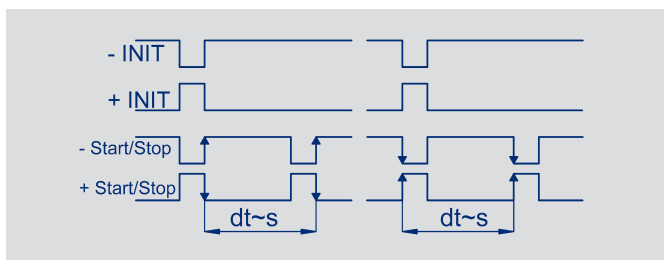 - INIT
+ INIT
- Start/Stop
+ Start/Stop
dt~s dt~s